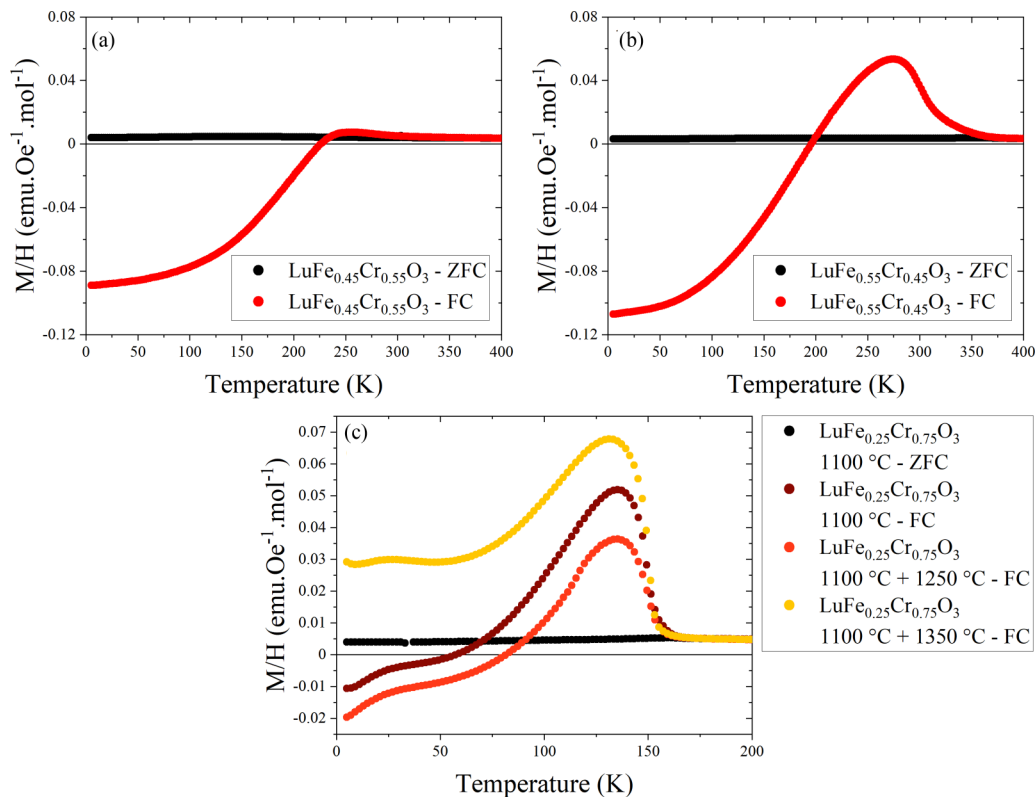 (a)
0.08
0.04
0
-0.04
-0.08
-0.12
M/H (emu.Oe⁻¹.mol⁻¹)
LuFe₀.₄₅Cr₀.₅₅O₃ - ZFC
LuFe₀.₄₅Cr₀.₅₅O₃ - FC
0 50 100 150 200 250 300 350 400
Temperature (K)
(b)
0.08
0.04
0
-0.04
-0.08
-0.12
M/H (emu.Oe⁻¹.mol⁻¹)
LuFe₀.₅₅Cr₀.₄₅O₃ - ZFC
LuFe₀.₅₅Cr₀.₄₅O₃ - FC
0 50 100 150 200 250 300 350 400
Temperature (K)
(c)
0.07
0.06
0.05
0.04
0.03
0.02
0.01
0
-0.01
-0.02
M/H (emu.Oe⁻¹.mol⁻¹)
0 50 100 150 200
Temperature (K)
LuFe₀.₂₅Cr₀.₇₅O₃
1100 °C - ZFC
LuFe₀.₂₅Cr₀.₇₅O₃
1100 °C - FC
LuFe₀.₂₅Cr₀.₇₅O₃
1100 °C + 1250 °C - FC
LuFe₀.₂₅Cr₀.₇₅O₃
1100 °C + 1350 °C - FC